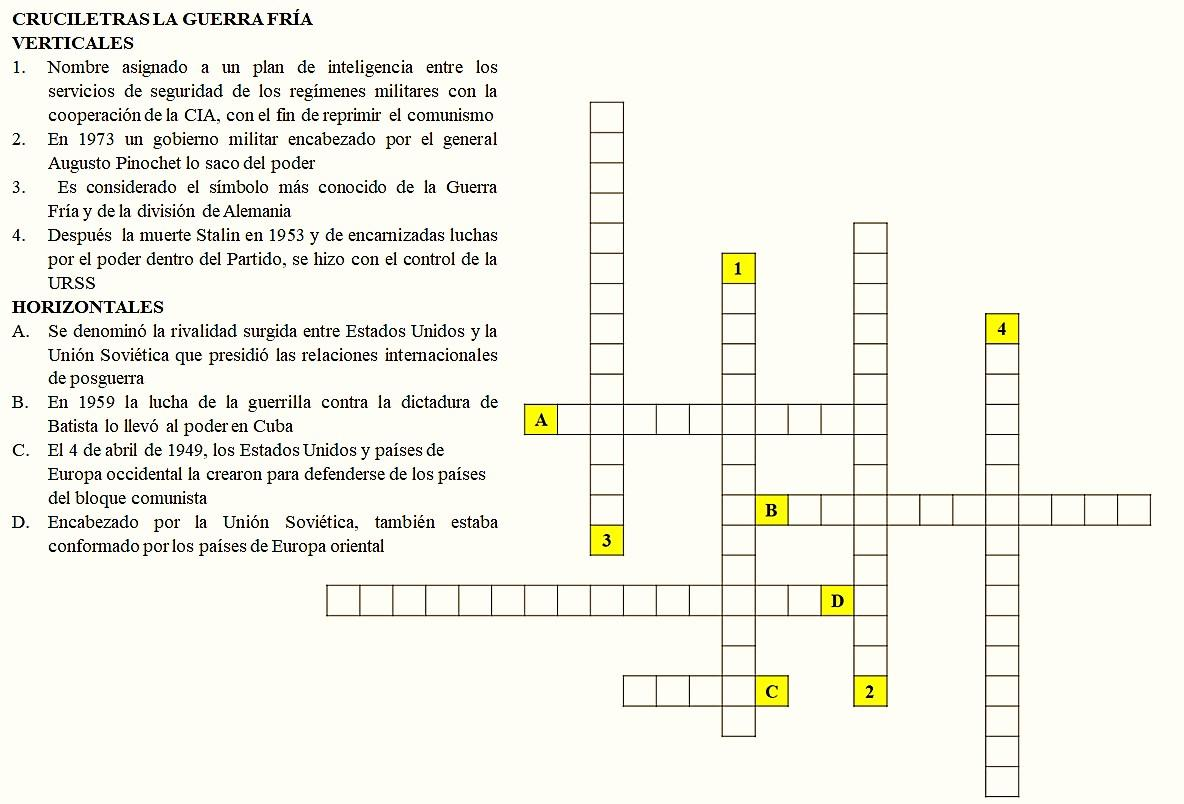 CRUCILETRAS LA GUERRA FRÍA
VERTICALES
1. Nombre asignado a un plan de inteligencia entre los
servicios de seguridad de los regímenes militares con la
cooperación de la CIA, con el fin de reprimir el comunismo
2. En 1973 un gobierno militar encabezado por el general
Augusto Pinochet lo saco del poder
3. Es considerado el símbolo más conocido de la Guerra
Fría y de la división de Alemania
4. Después la muerte Stalin en 1953 y de encarnizadas luchas
por el poder dentro del Partido, se hizo con el control de la
URSS
HORIZONTALES
A. Se denominó la rivalidad surgida entre Estados Unidos y la
Unión Soviética que presidió las relaciones internacionales
de posguerra
B. En 1959 la lucha de la guerrilla contra la dictadura de
Batista lo llevó al poder en Cuba
C. El 4 de abril de 1949, los Estados Unidos y países de
Europa occidental la crearon para defenderse de los países
del bloque comunista
D. Encabezado por la Unión Soviética, también estaba
conformado por los países de Europa oriental
1
4
A
B
3
D
C
2